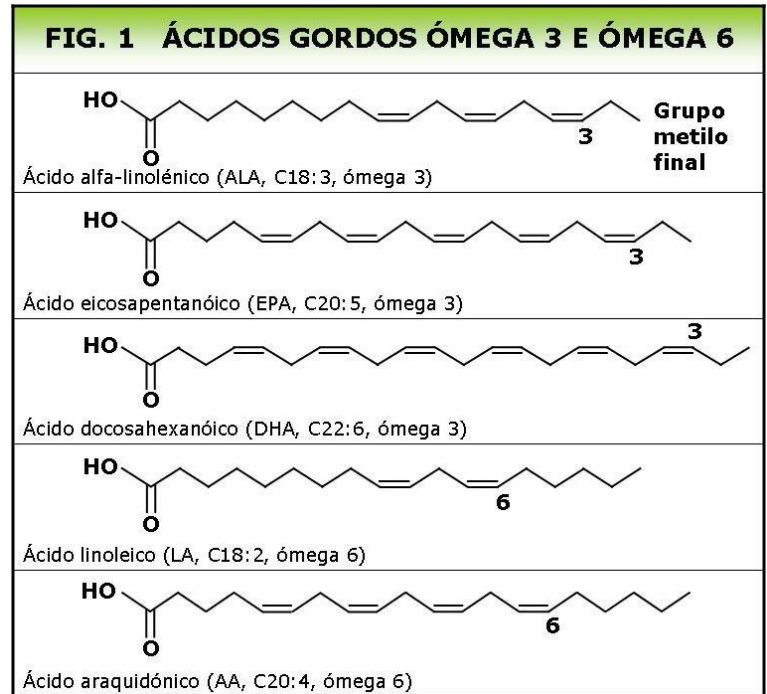 FIG. 1 ÁCIDOS GORDOS ÓMEGA 3 E ÓMEGA 6
HO
O
3
Grupo
metilo
final
Ácido alfa-linolénico (ALA, C18:3, ómega 3)
HO
O
3
Ácido eicosapentanóico (EPA, C20:5, ómega 3)
HO
O
3
Ácido docosahexanóico (DHA, C22:6, ómega 3)
HO
O
6
Ácido linoleico (LA, C18:2, ómega 6)
HO
O
6
Ácido araquidónico (AA, C20:4, ómega 6)